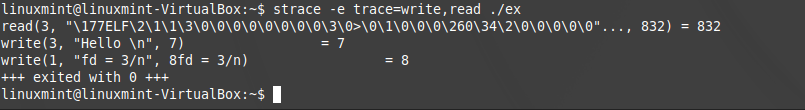 linuxmint@linuxmint-VirtualBox:~$ strace -e trace=write,read ./ex
read(3, "\177ELF\2\1\1\3\0\0\0\0\0\0\0\0\3\0>\0\1\0\0\0\260\34\2\0\0\0\0\0"..., 832) = 832
write(3, "Hello \n", 7)                 = 7
write(1, "fd = 3/n", 8fd = 3/n)                 = 8
+++ exited with 0 +++
linuxmint@linuxmint-VirtualBox:~$